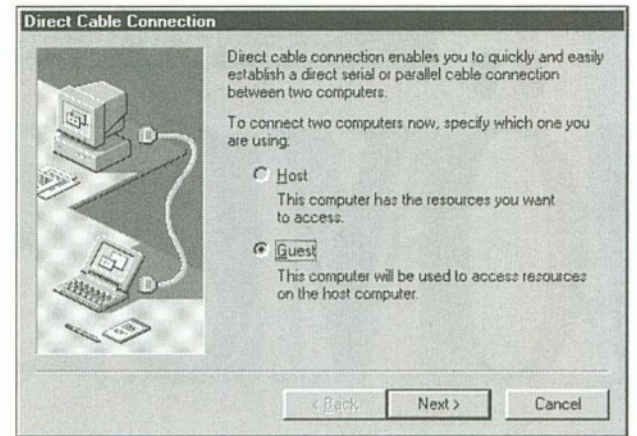 Direct Cable Connection
Direct cable connection enables you to quickly and easily
establish a direct serial or parallel cable connection
between two computers.
To connect two computers now, specify which one you
are using:
Host
This computer has the resources you want
to access.
Guest
This computer will be used to access resources
on the host computer.
< Back
Next >
Cancel